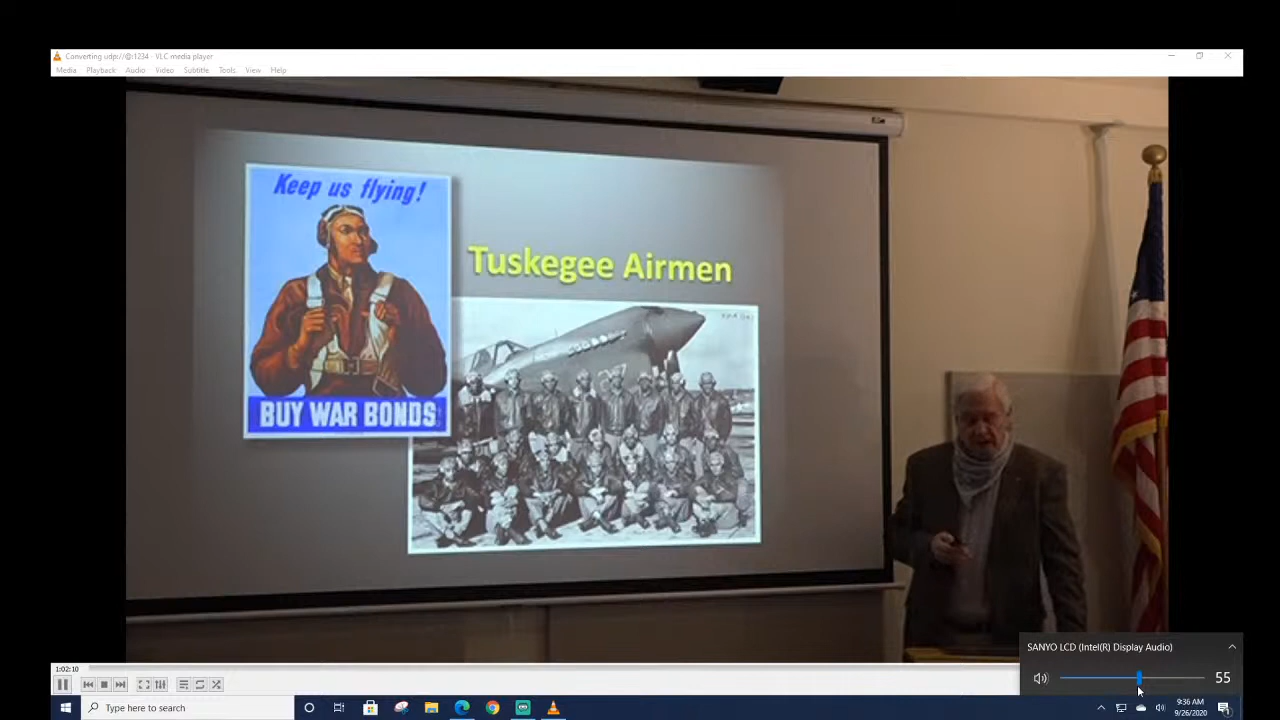 Converting udp://@:1234 - VLC media player
Media Playback Audio Video Subtitle Tools View Help
Keep us flying!
Tuskegee Airmen
BUY WAR BONDS
SANYO LCD (Intel(R) Display Audio)
1:02:10
55
Type here to search
9:36 AM
9/26/2020